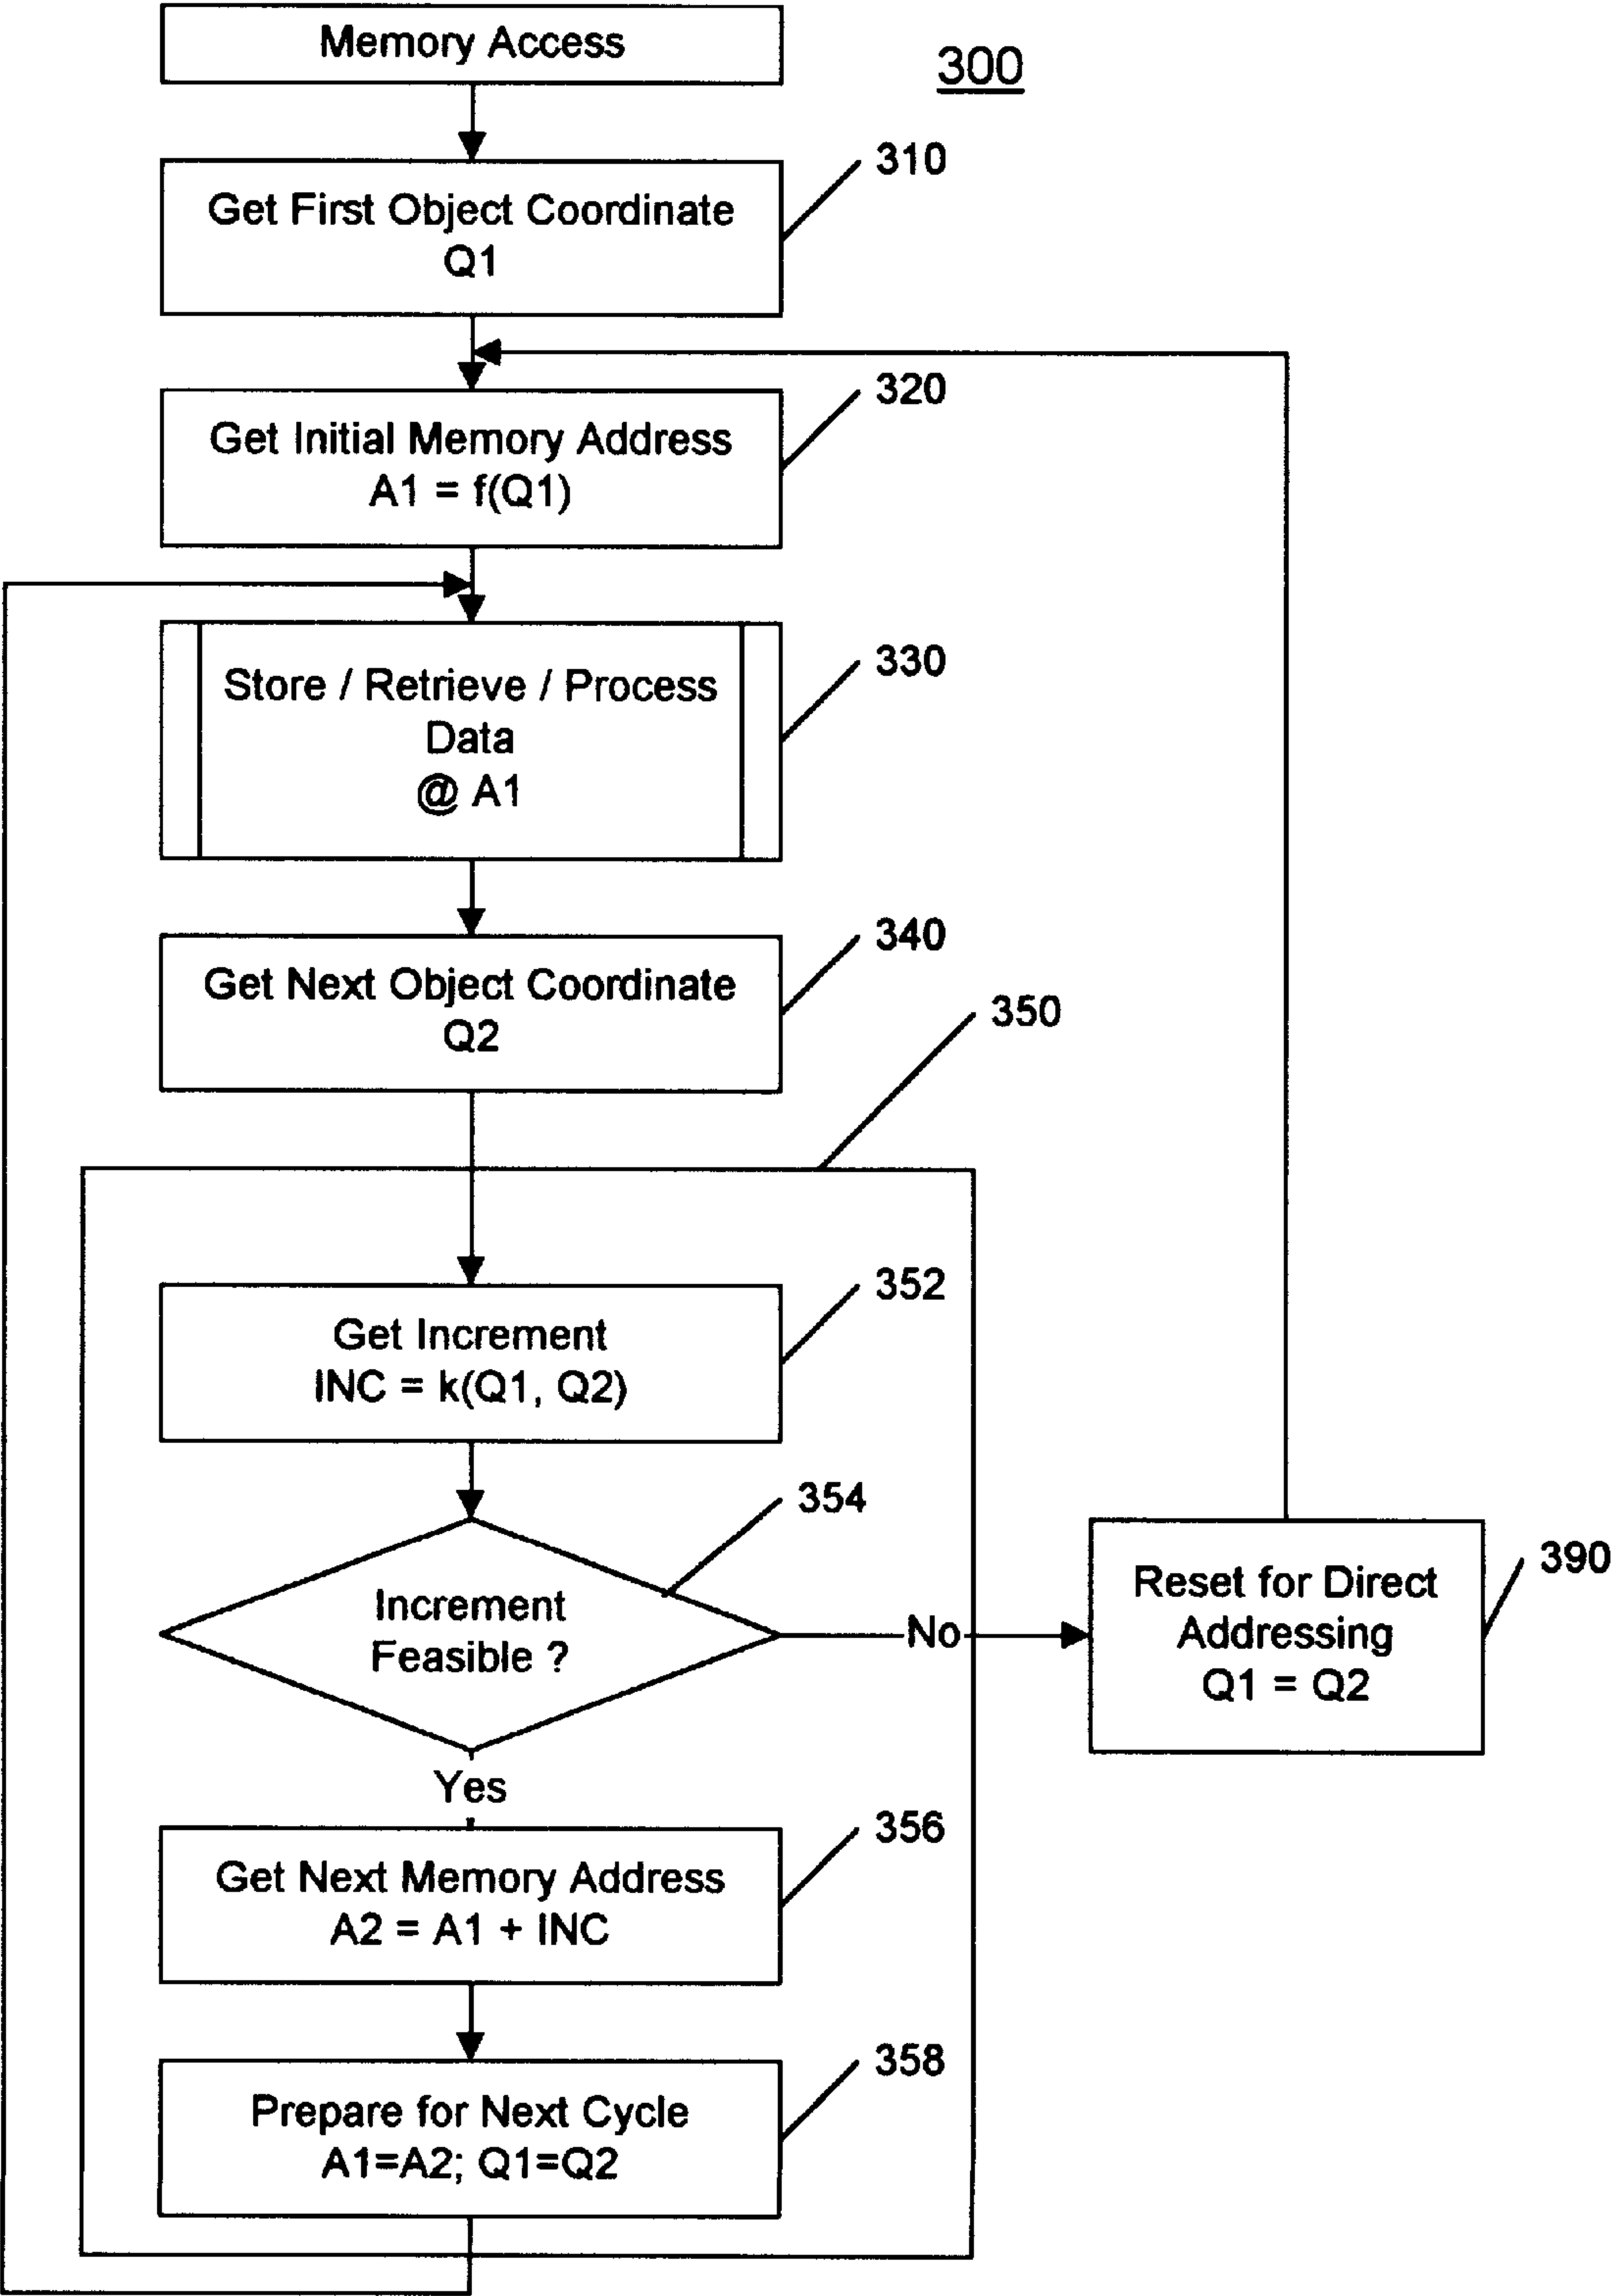 Memory Access
300
310
Get First Object Coordinate
Q1
320
Get Initial Memory Address
A1 = f(Q1)
330
Store / Retrieve / Process
Data
@ A1
340
Get Next Object Coordinate
Q2
350
352
Get Increment
INC = k(Q1, Q2)
354
Increment
Feasible ?
No
390
Reset for Direct
Addressing
Q1 = Q2
Yes
356
Get Next Memory Address
A2 = A1 + INC
358
Prepare for Next Cycle
A1=A2; Q1=Q2